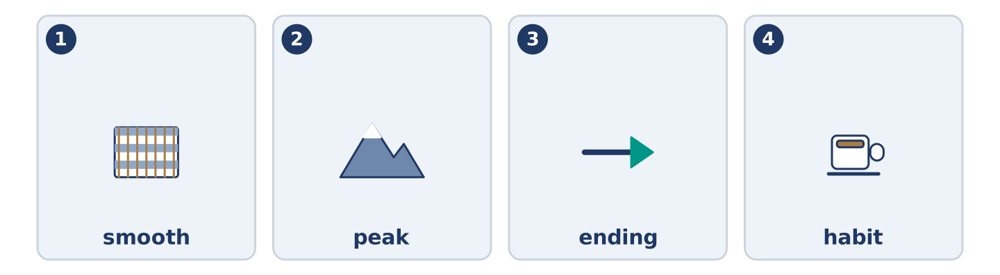 1
smooth
2
peak
3
ending
4
habit